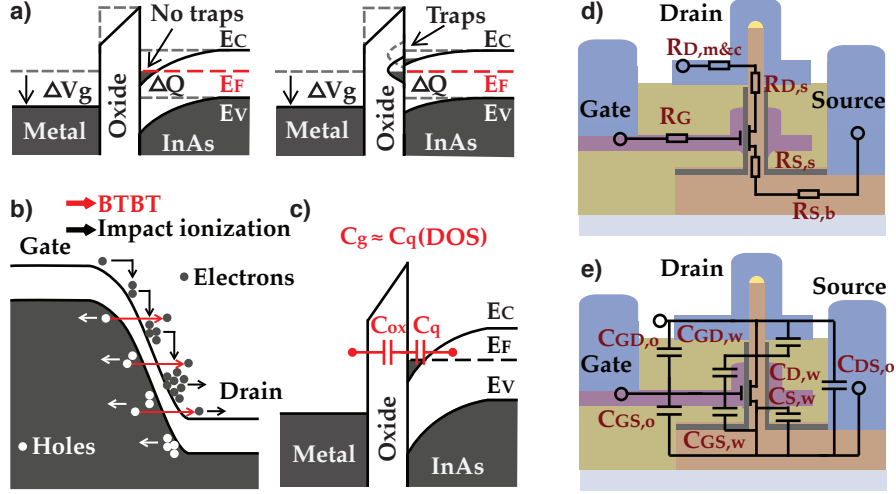 a)
No traps
EC
ΔVg
ΔQ
EF
Oxide
Metal
EV
InAs
Traps
EC
ΔVg
ΔQ
EF
Oxide
Metal
EV
InAs
b)
BTBT
Impact ionization
Gate
Electrons
Drain
Holes
c)
Cg ≈ Cq(DOS)
Cox
Cq
EC
EF
EV
Oxide
Metal
InAs
d)
Drain
RD,m&c
RD,s
Gate
Source
RG
RS,s
RS,b
e)
Drain
Source
CGD,o
CGD,w
Gate
CD,w
CDS,o
CS,w
CGS,o
CGS,w